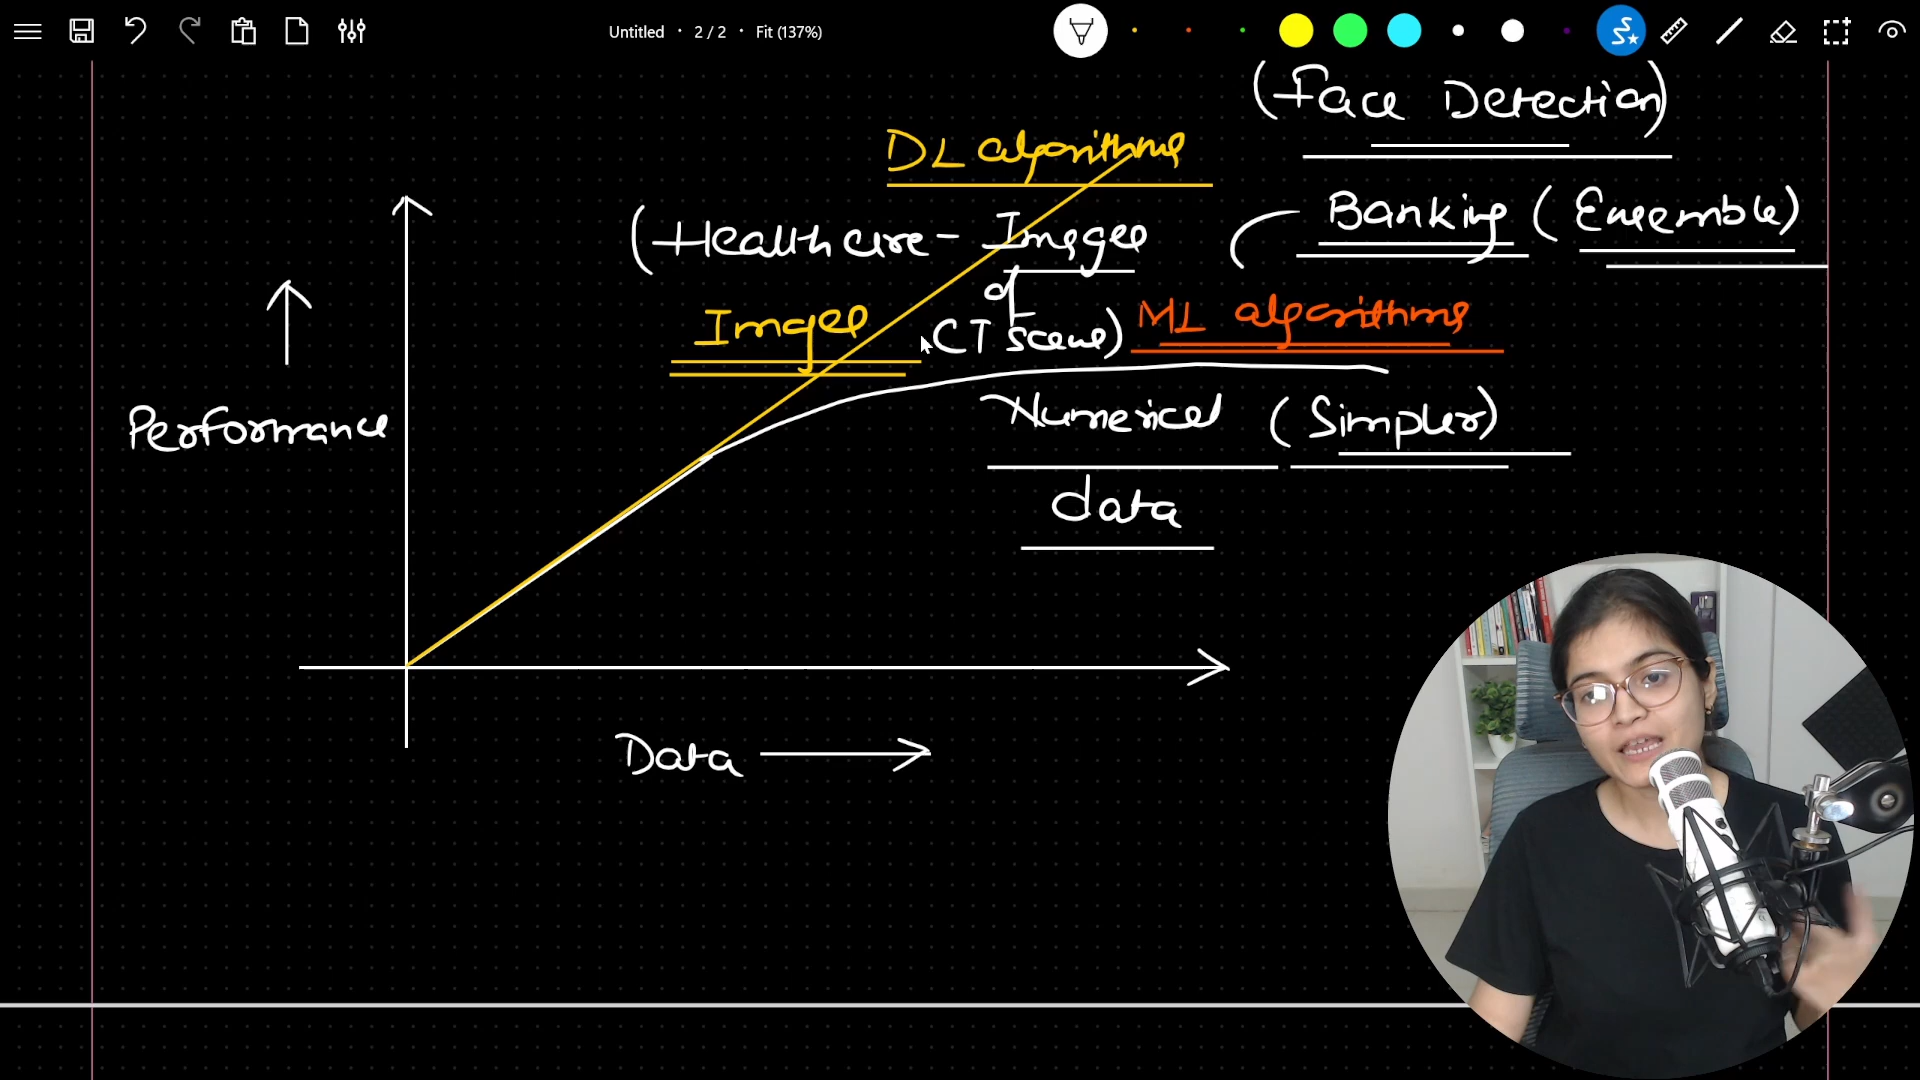 Untitled · 2 / 2 · Fit (137%)
(Face Detection)
DL algorithms
Banking (Ensemble)
(Healthcare - Images
of
CT scans)
Images
ML algorithms
Performance
Numerical (Simpler)
data
Data